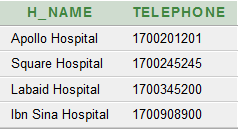 H_NAME TELEPHONE
Apollo Hospital 1700201201
Square Hospital 1700245245
Labaid Hospital 1700345200
Ibn Sina Hospital 1700908900